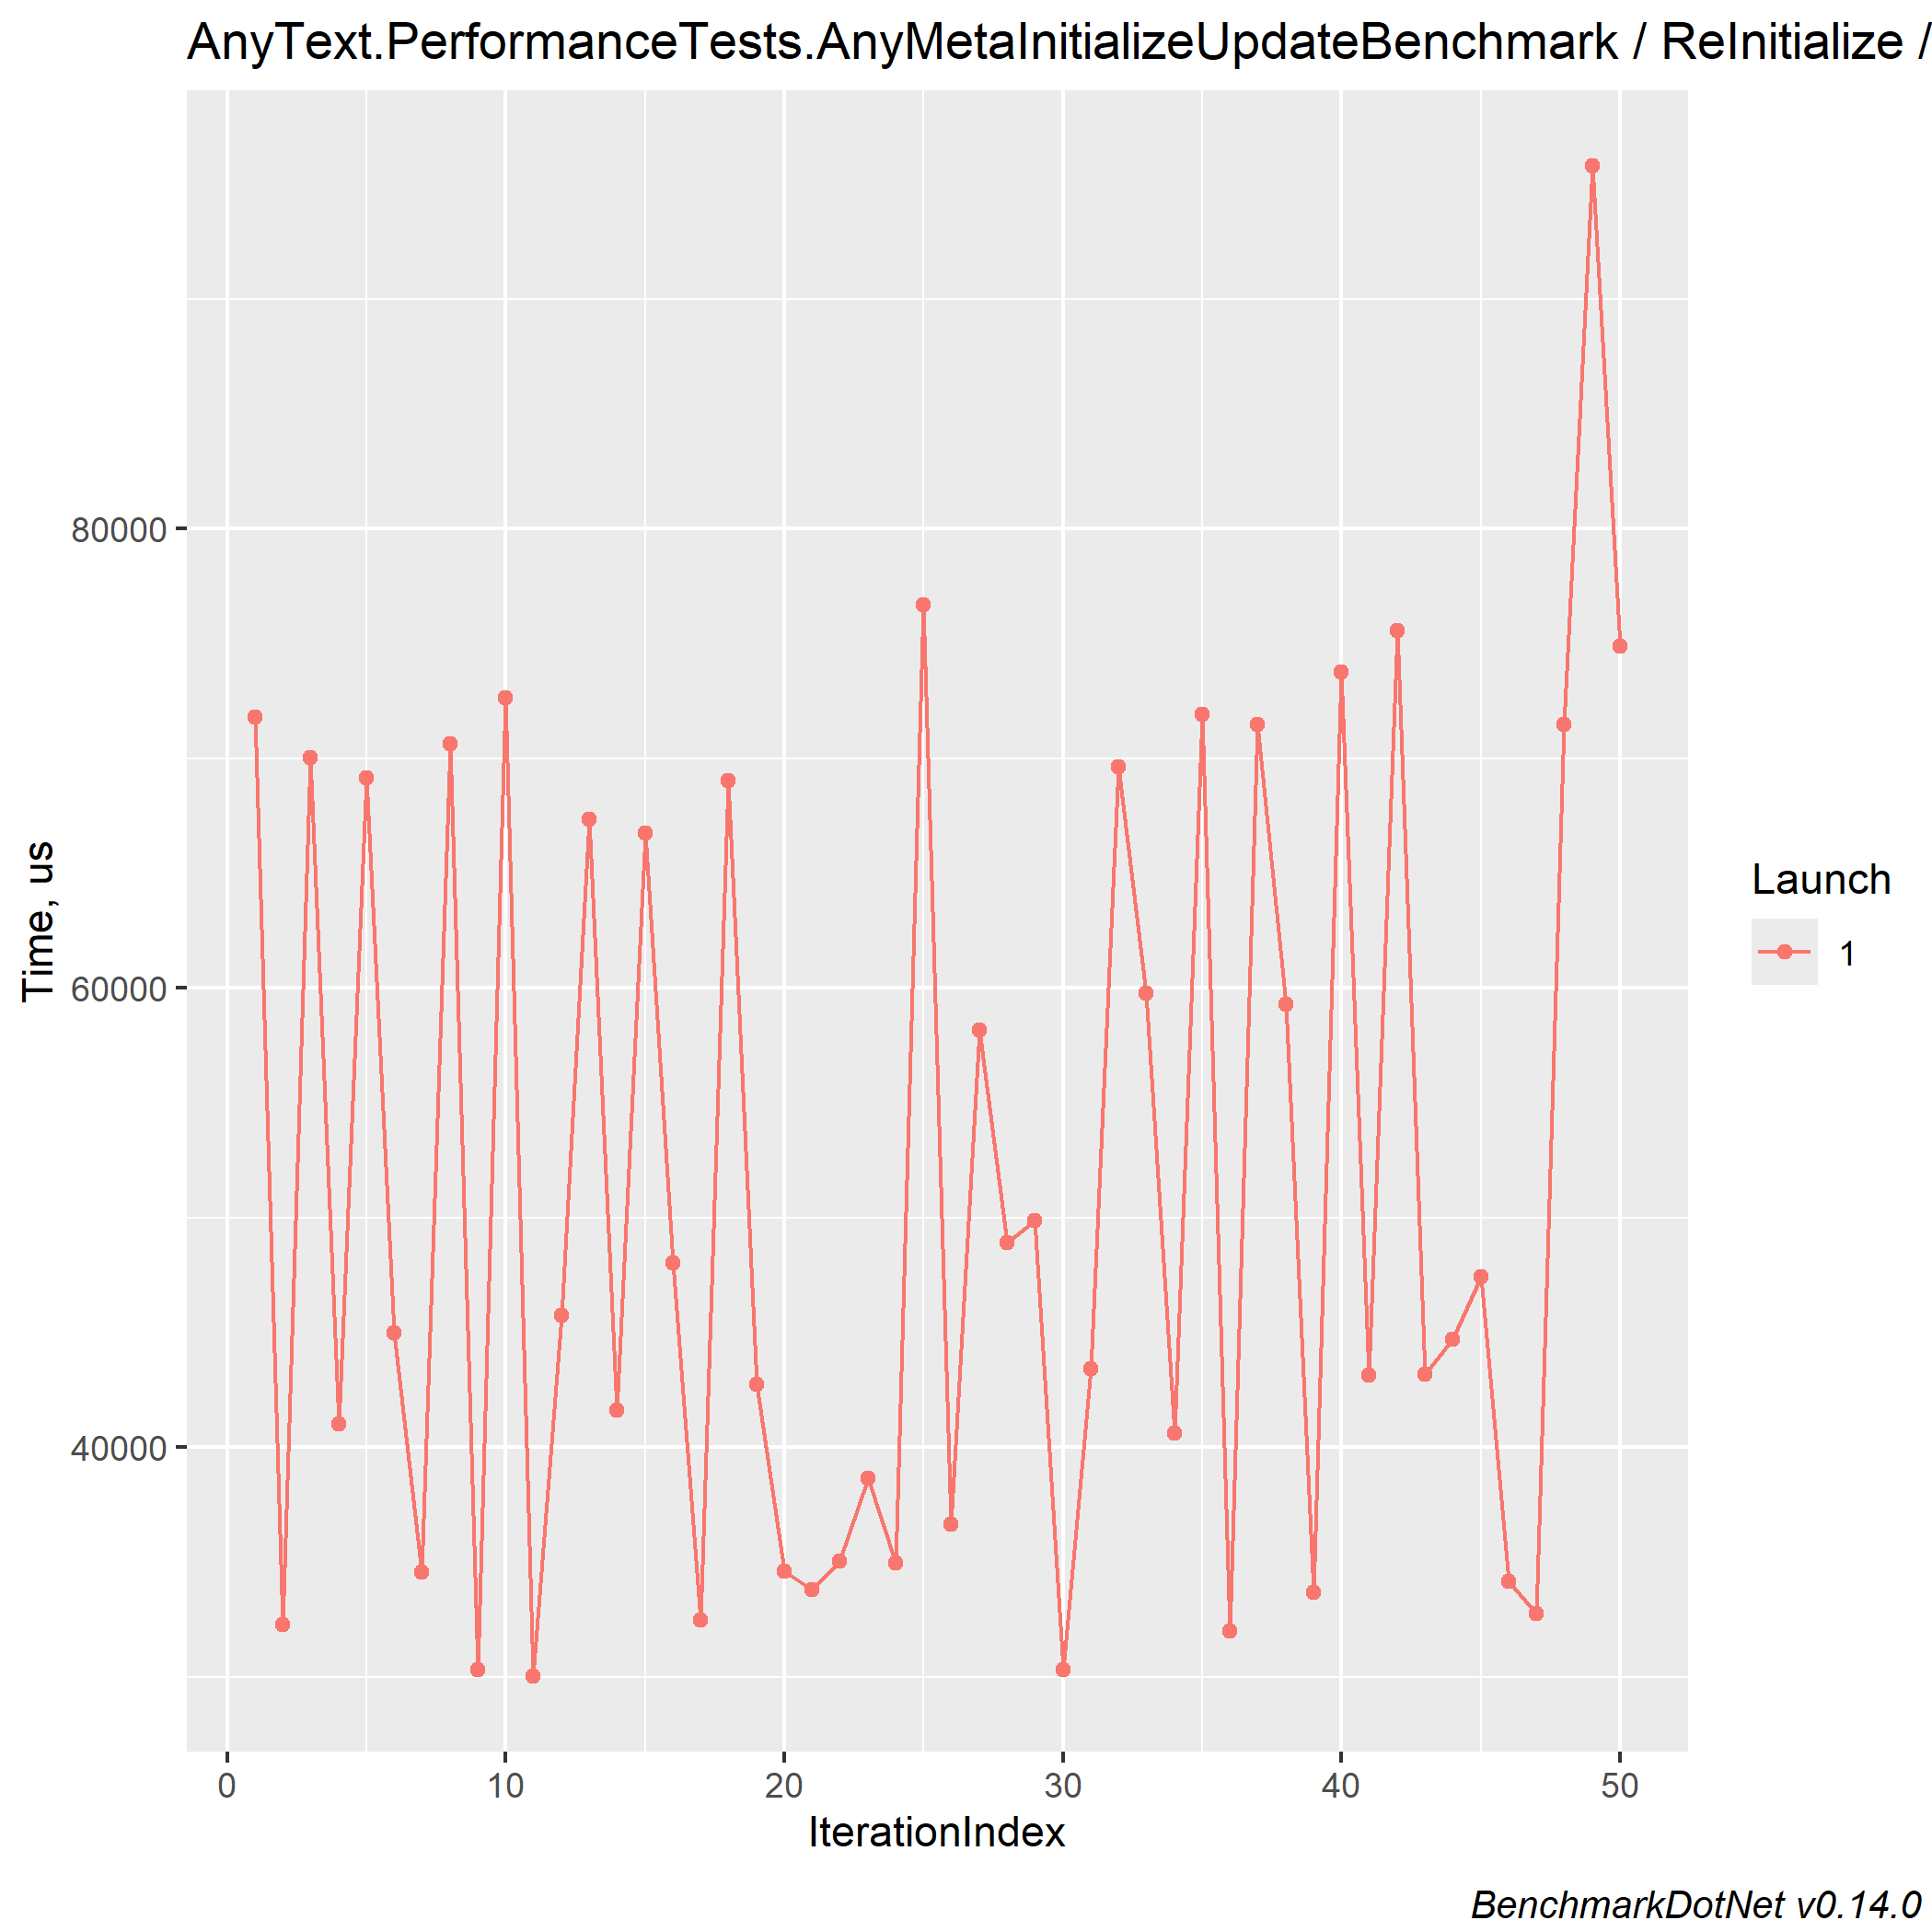 AnyText.PerformanceTests.AnyMetaInitializeUpdateBenchmark / ReInitialize /
80000
60000
40000
Time, us
0 10 20 30 40 50
IterationIndex
Launch
1
BenchmarkDotNet v0.14.0